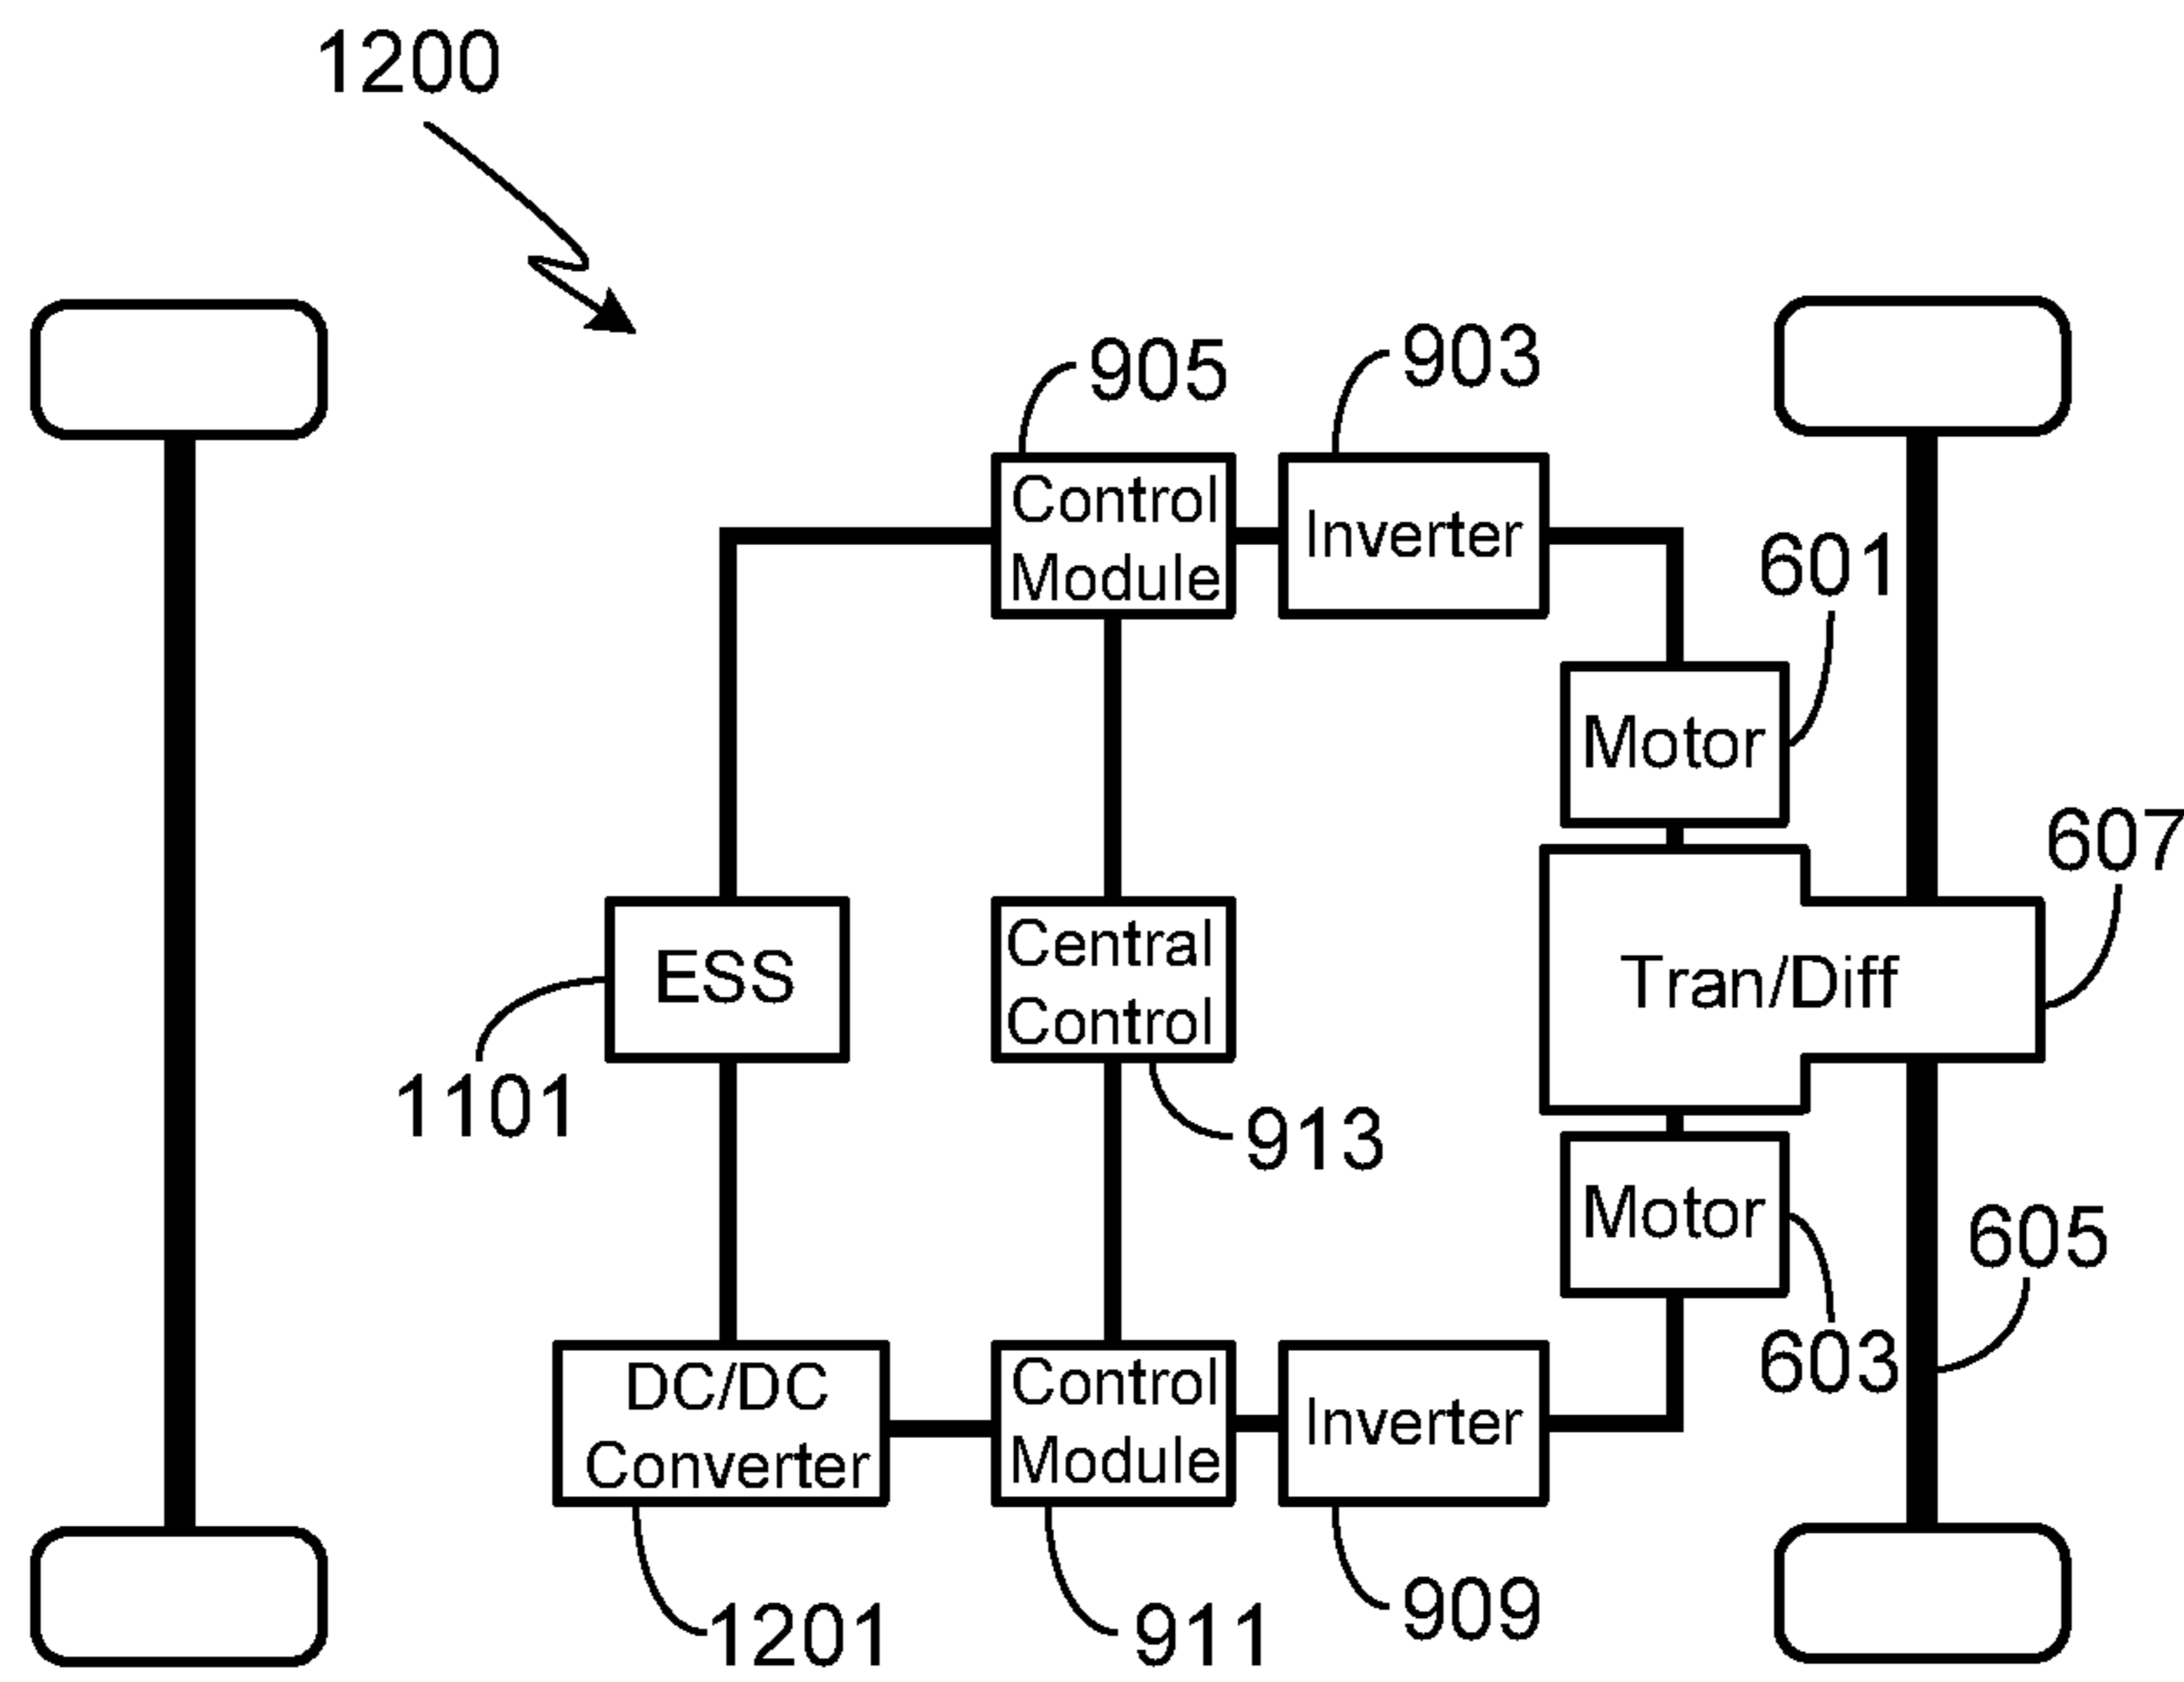 1200
905
903
Control
Module
Inverter
601
Motor
607
ESS
Central
Control
Tran/Diff
1101
913
Motor
605
603
DC/DC
Converter
Control
Module
Inverter
1201
911
909